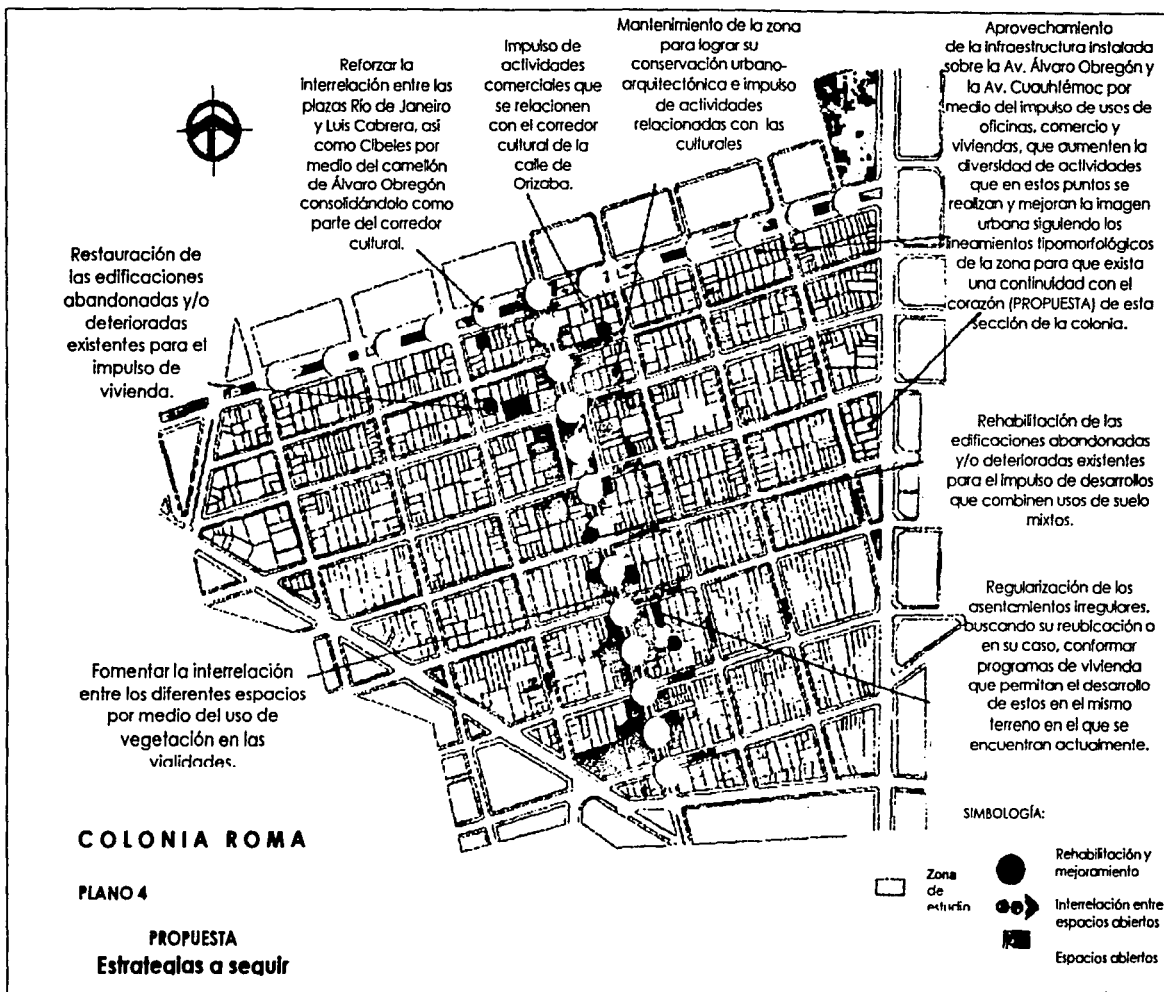 Reforzar la
interrelación entre las
plazas Río de Janeiro
y Luis Cabrera, así
como Cibeles por
medio del camellón
de Álvaro Obregón
consolidándolo como
parte del corredor
cultural.
Impulso de
actividades
comerciales que
se relacionen
con el corredor
cultural de la
calle de
Orizaba.
Mantenimiento de la zona
para lograr su
conservación urbano-
arquitectónica e impulso
de actividades
relacionadas con las
culturales
Aprovechamiento
de la infraestructura instalada
sobre la Av. Álvaro Obregón y
la Av. Cuauhtémoc por
medio del impulso de usos de
oficinas, comercio y
viviendas, que aumenten la
diversidad de actividades
que en estos puntos se
realizan y mejoran la imagen
urbana siguiendo los
lineamientos tipomorfológicos
de la zona para que exista
una continuidad con el
corazón (PROPUESTA) de esta
sección de la colonia.
Restauración de
las edificaciones
abandonadas y/o
deterioradas
existentes para el
impulso de
vivienda.
Rehabilitación de las
edificaciones abandonadas
y/o deterioradas existentes
para el impulso de desarrollos
que combinen usos de suelo
mixtos.
Regularización de los
asentamientos irregulares,
buscando su reubicación o
en su caso, conformar
programas de vivienda
que permitan el desarrollo
de estos en el mismo
terreno en el que se
encuentran actualmente.
Fomentar la interrelación
entre los diferentes espacios
por medio del uso de
vegetación en las
vialidades.
COLONIA ROMA
PLANO 4
PROPUESTA
Estrategias a seguir
SIMBOLOGÍA:
Zona
de
estudio
Rehabilitación y
mejoramiento
Interrelación entre
espacios abiertos
Espacios abiertos